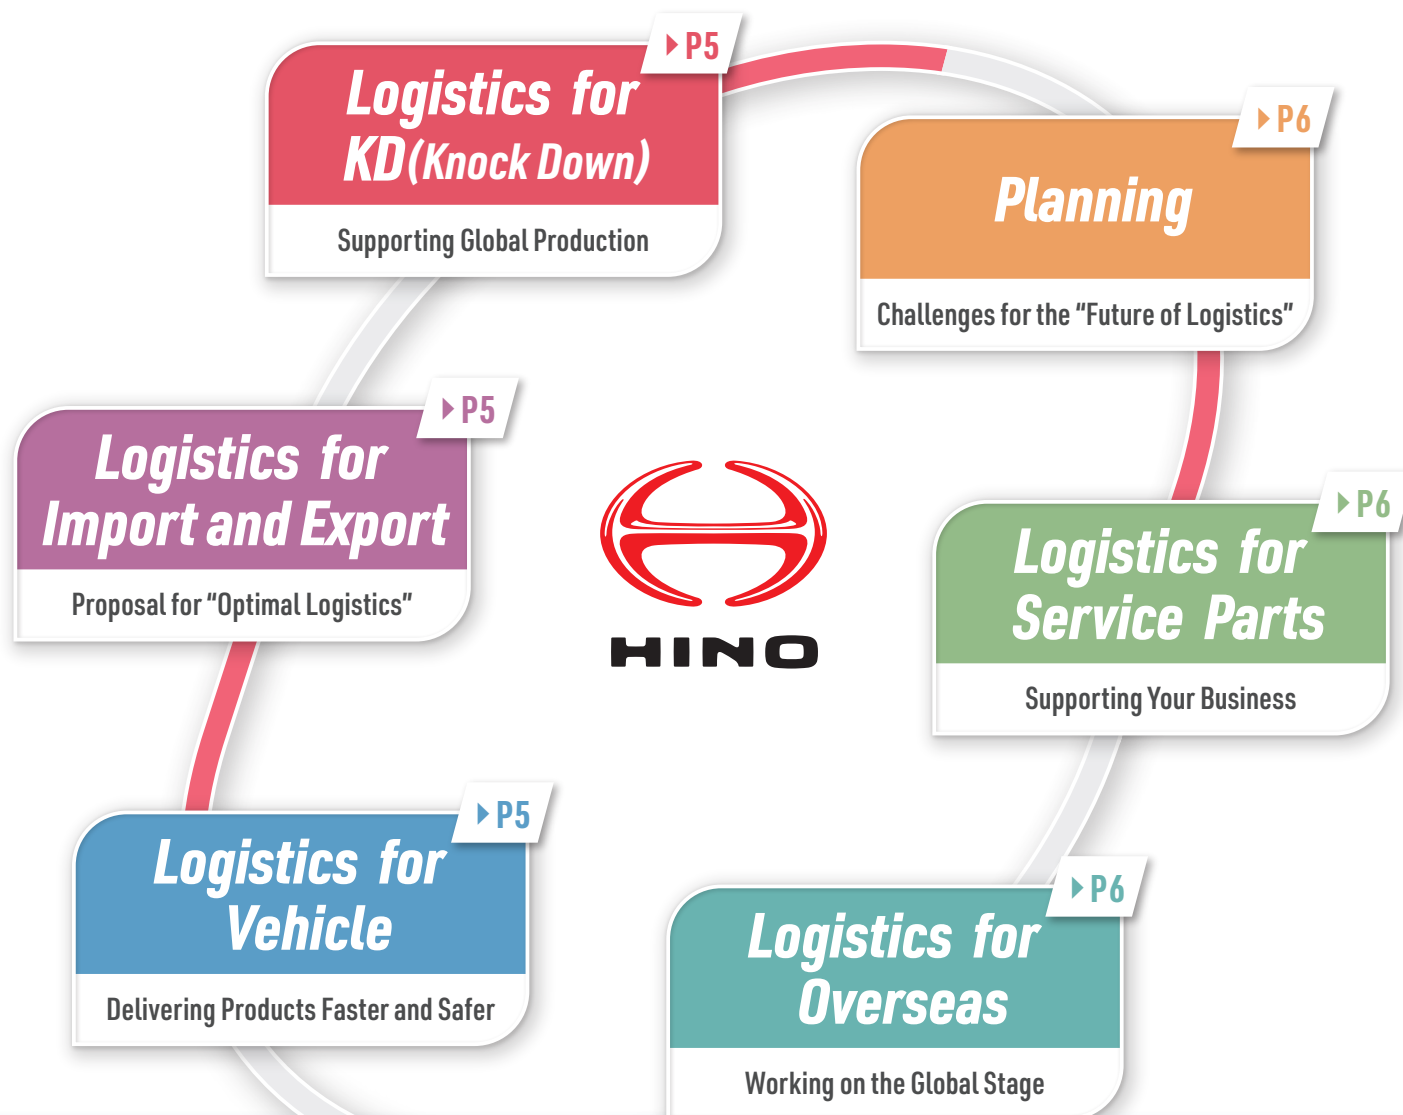 P5
Logistics for
KD(Knock Down)
Supporting Global Production
P6
Planning
Challenges for the “Future of Logistics”
P5
Logistics for
Import and Export
Proposal for “Optimal Logistics”
HINO
P6
Logistics for
Service Parts
Supporting Your Business
P5
Logistics for
Vehicle
Delivering Products Faster and Safer
P6
Logistics for
Overseas
Working on the Global Stage